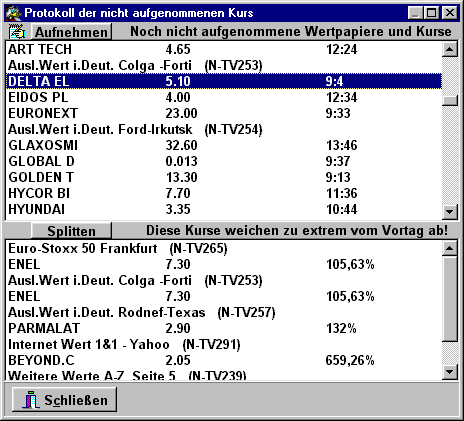 Protokoll der nicht aufgenommenen Kurs
Aufnehmen Noch nicht aufgenommene Wertpapiere und Kurse
ART TECH 4.65 12:24
Ausl.Wert i.Deut. Colga -Forti (N-TV253)
DELTA EL 5.10 9:4
EIDOS PL 4.00 12:34
EURONEXT 23.00 9:33
Ausl.Wert i.Deut. Ford-Irkutsk (N-TV254)
GLAXOSMI 32.60 13:46
GLOBAL D 0.013 9:37
GOLDEN T 13.30 9:13
HYCOR BI 7.70 11:36
HYUNDAI 3.35 10:44
Splitten Diese Kurse weichen zu extrem vom Vortag ab!
Euro-Stoxx 50 Frankfurt (N-TV265)
ENEL 7.30 105,63%
Ausl.Wert i.Deut. Colga -Forti (N-TV253)
ENEL 7.30 105,63%
Ausl.Wert i.Deut. Rodnef-Texas (N-TV257)
PARMALAT 2.90 132%
Internet Wert 1&1 - Yahoo (N-TV291)
BEYOND.C 2.05 659,26%
Weitere Werte A-Z Seite 5 (N-TV239)
Schließen